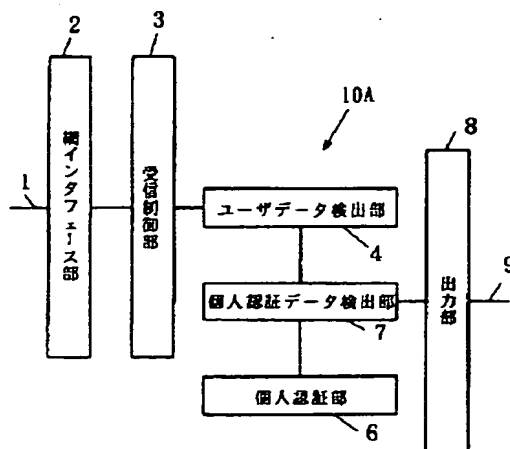 2
3
10A
8
1
網インタフェース部
受信制御部
ユーザデータ検出部
4
個人認証データ検出部
7
出力部
9
個人認証部
6